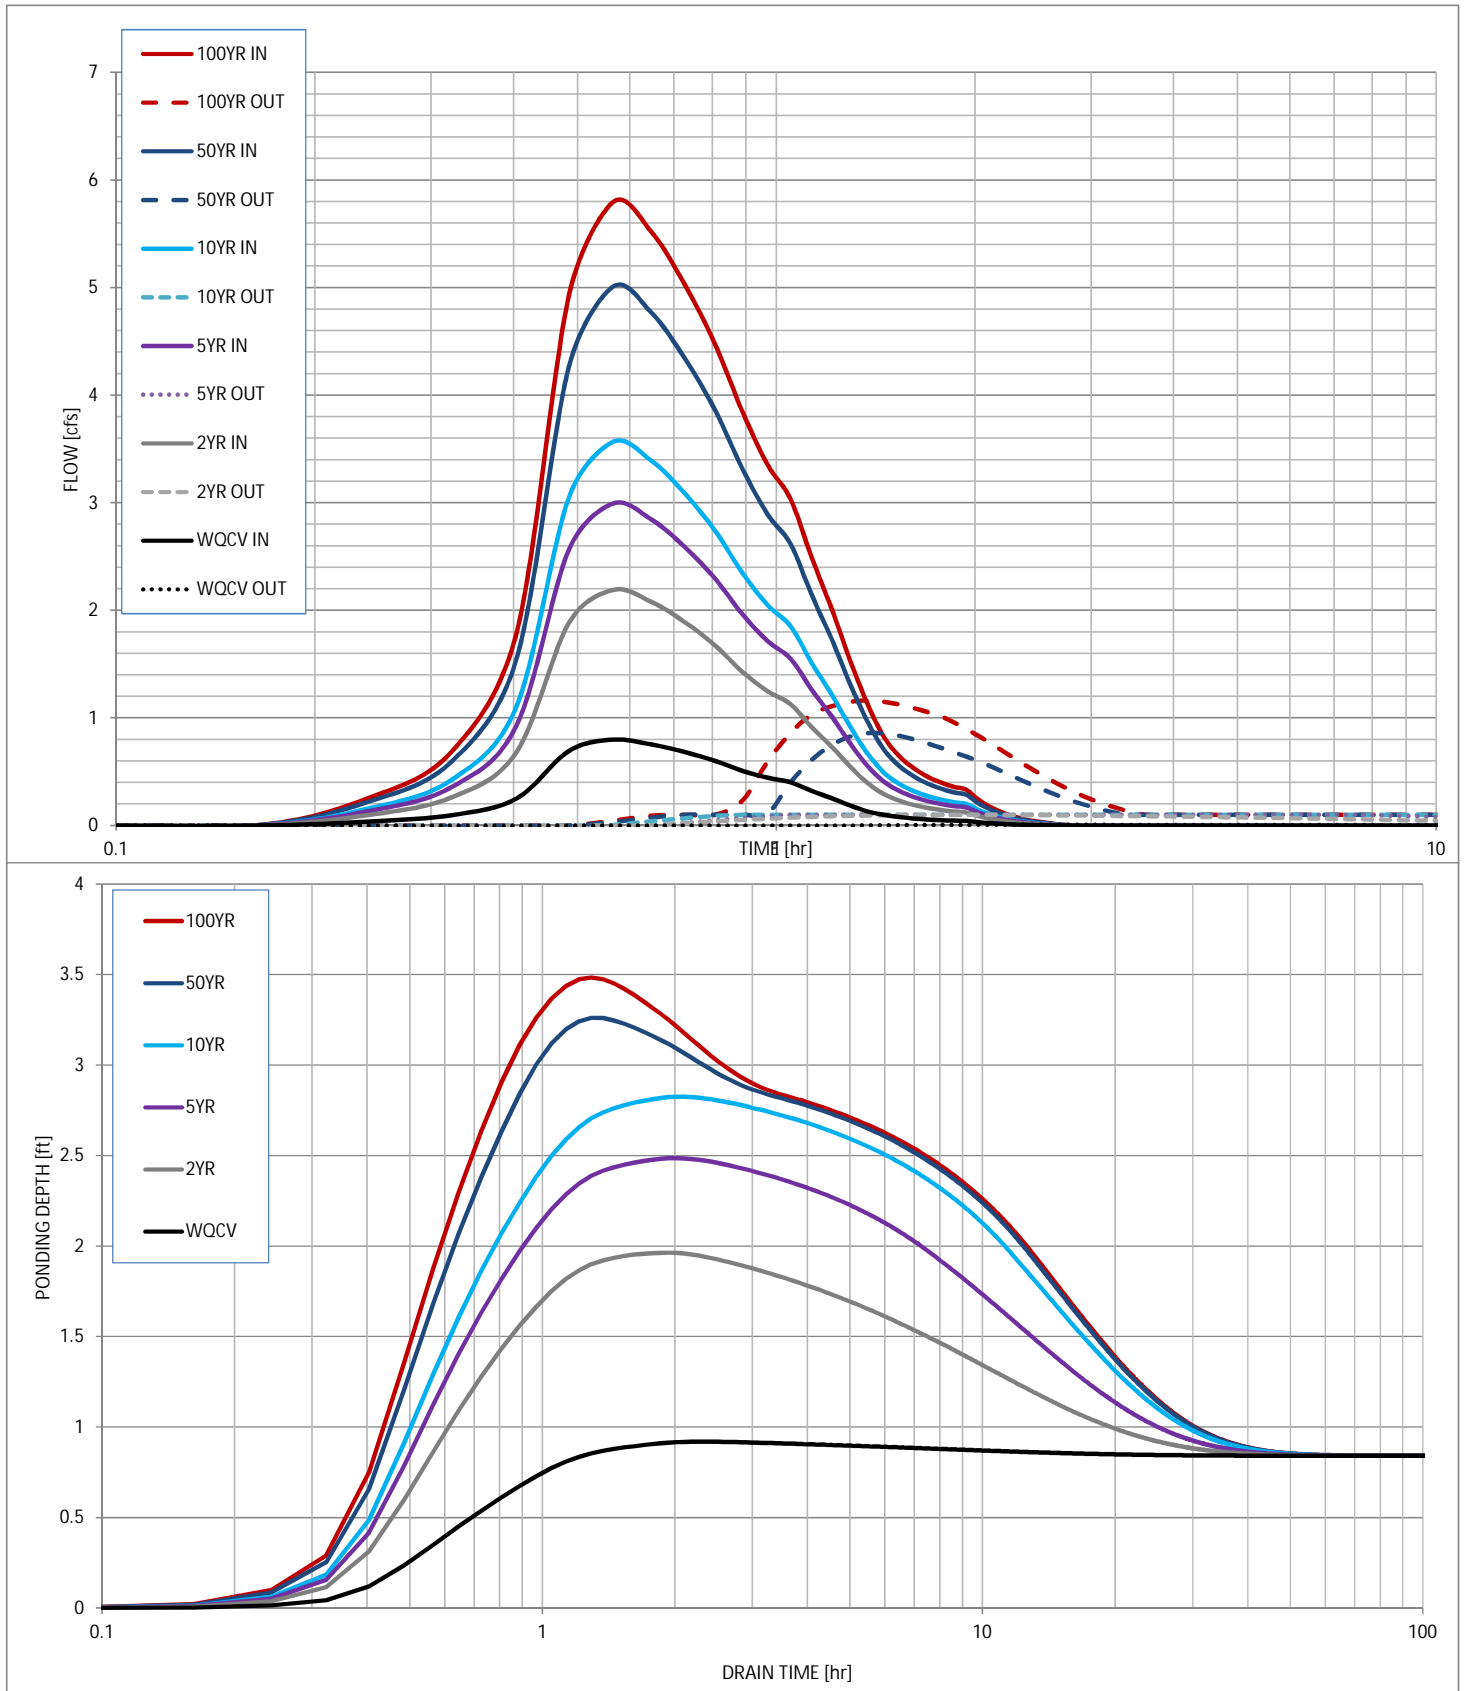 100YR IN
100YR OUT
50YR IN
50YR OUT
10YR IN
10YR OUT
5YR IN
5YR OUT
2YR IN
2YR OUT
WQCV IN
WQCV OUT
7
6
5
4
3
2
1
0
FLOW [cfs]
0.1
1
10
TIME [hr]
100YR
50YR
10YR
5YR
2YR
WQCV
4
3.5
3
2.5
2
1.5
1
0.5
0
PONDING DEPTH [ft]
0.1
1
10
100
DRAIN TIME [hr]